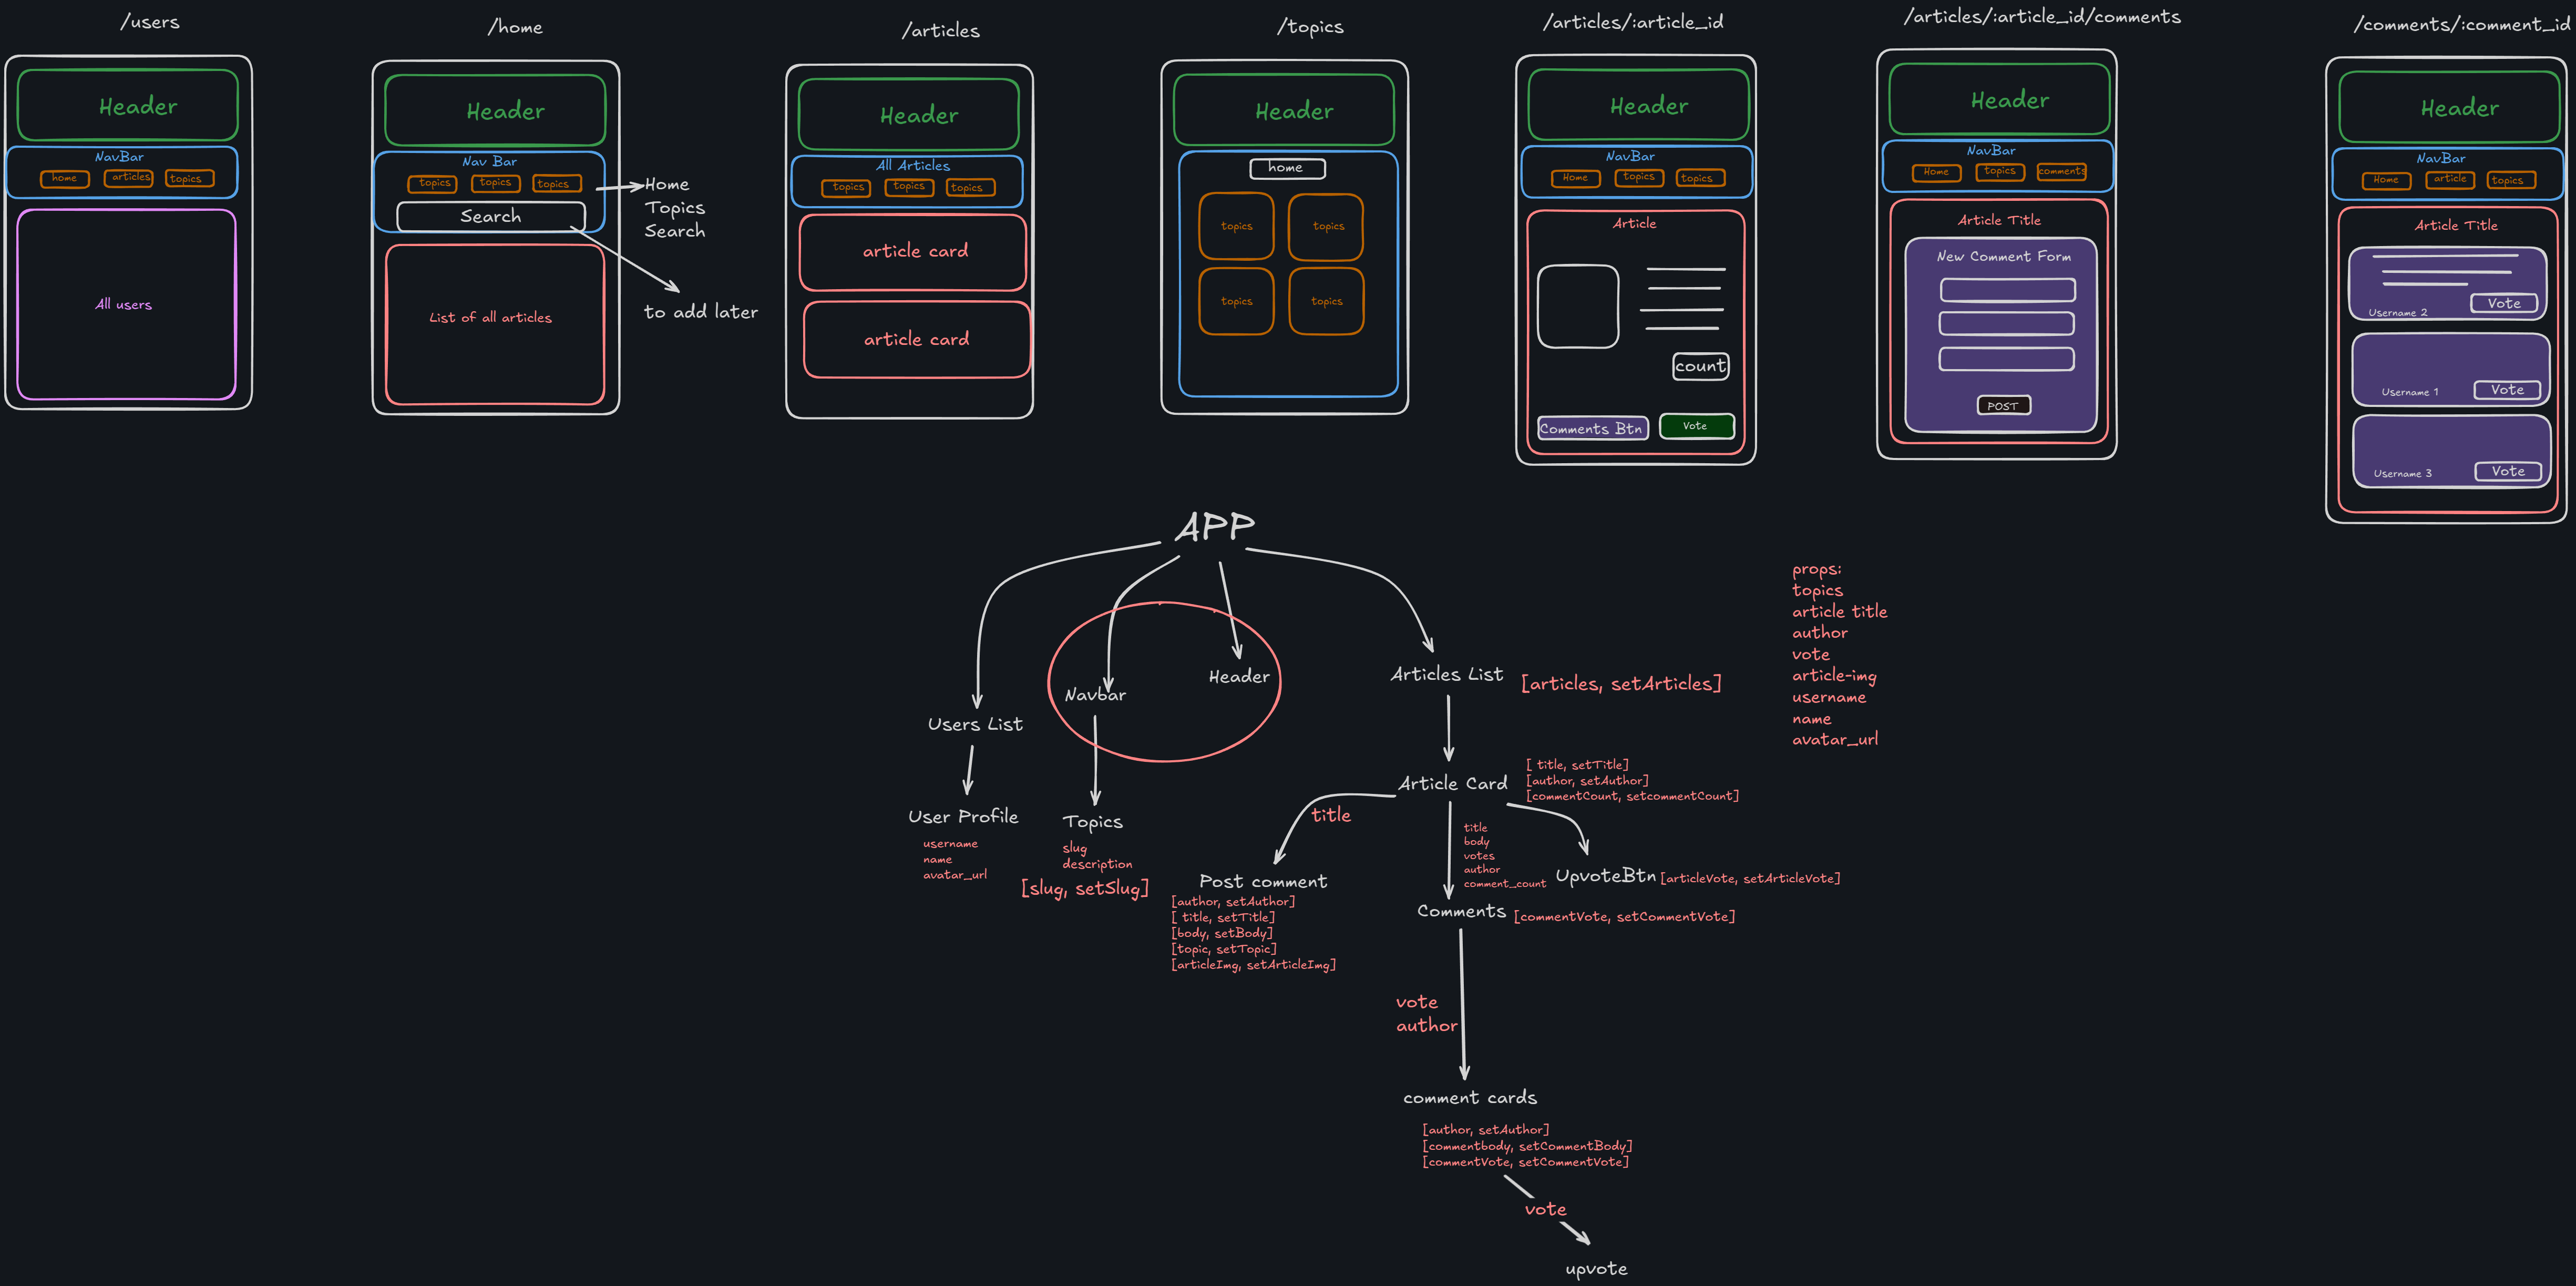 /users
Header
NavBar
home
articles
topics
All users
/home
Header
Nav Bar
topics
topics
topics
Search
List of all articles
Home
Topics
Search
to add later
/articles
Header
All Articles
topics
topics
topics
article card
article card
/topics
Header
home
topics
topics
topics
topics
/articles/:article_id
Header
NavBar
Home
topics
topics
Article
count
Comments Btn
Vote
/articles/:article_id/comments
Header
NavBar
Home
topics
comments
Article Title
New Comment Form
POST
/comments/:comment_id
Header
NavBar
Home
article
topics
Article Title
Vote
Username 2
Username 1
Vote
Username 3
Vote
APP
Users List
User Profile
username
name
avatar_url
Navbar
Header
Topics
slug
description
[slug, setSlug]
Articles List
[articles, setArticles]
Article Card
[ title, setTitle]
[author, setAuthor]
[commentCount, setcommentCount]
title
Post comment
[author, setAuthor]
[ title, setTitle]
[body, setBody]
[topic, setTopic]
[articleImg, setArticleImg]
title
body
votes
author
comment_count
UpvoteBtn
[articleVote, setArticleVote]
Comments
[commentVote, setCommentVote]
vote
author
comment cards
[author, setAuthor]
[commentbody, setCommentBody]
[commentVote, setCommentVote]
vote
upvote
props:
topics
article title
author
vote
article-img
username
name
avatar_url